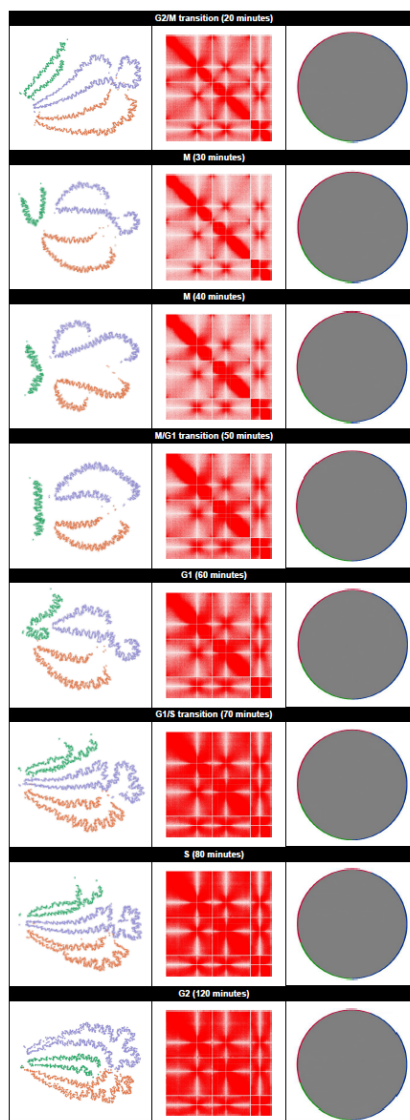 G2/M transition (20 minutes)
M (30 minutes)
M (40 minutes)
M/G1 transition (50 minutes)
G1 (60 minutes)
G1/S transition (70 minutes)
S (80 minutes)
G2 (120 minutes)